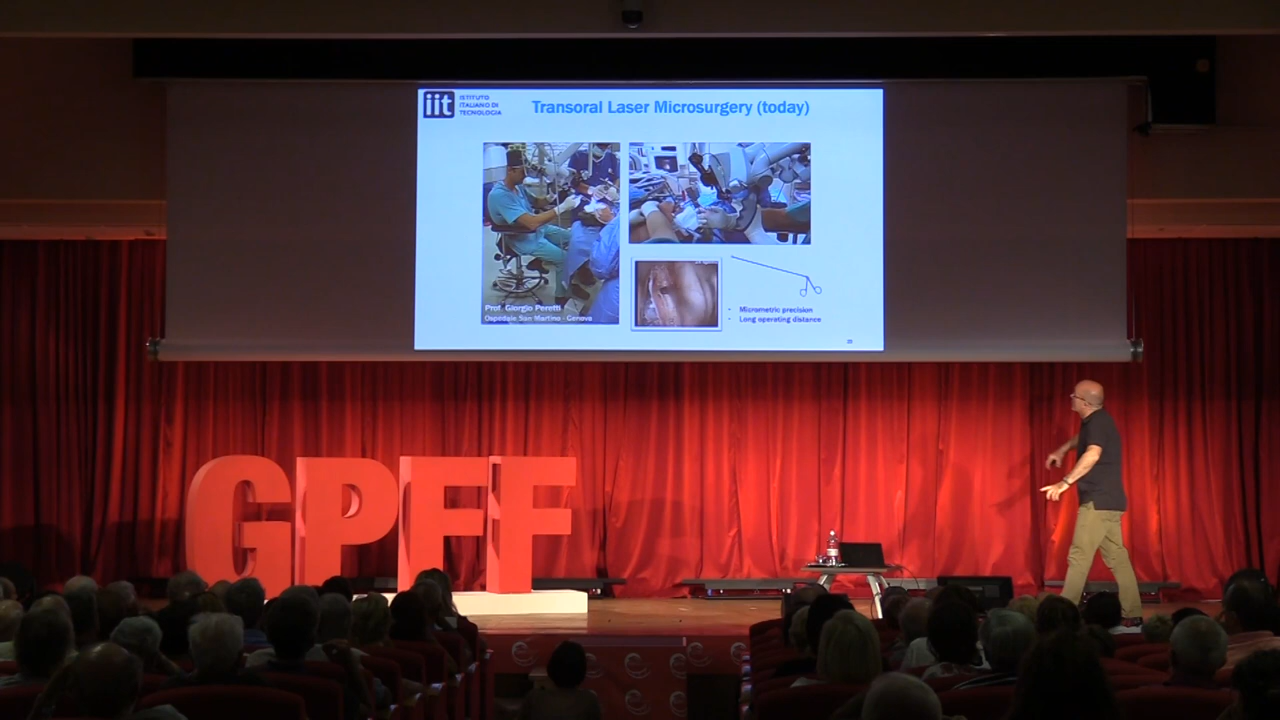 iit
ISTITUTO
ITALIANO DI
TECNOLOGIA
Transoral Laser Microsurgery (today)
Prof. Giorgio Peretti
Ospedale San Martino - Genova
- Micrometric precision
- Long operating distance
GPFF